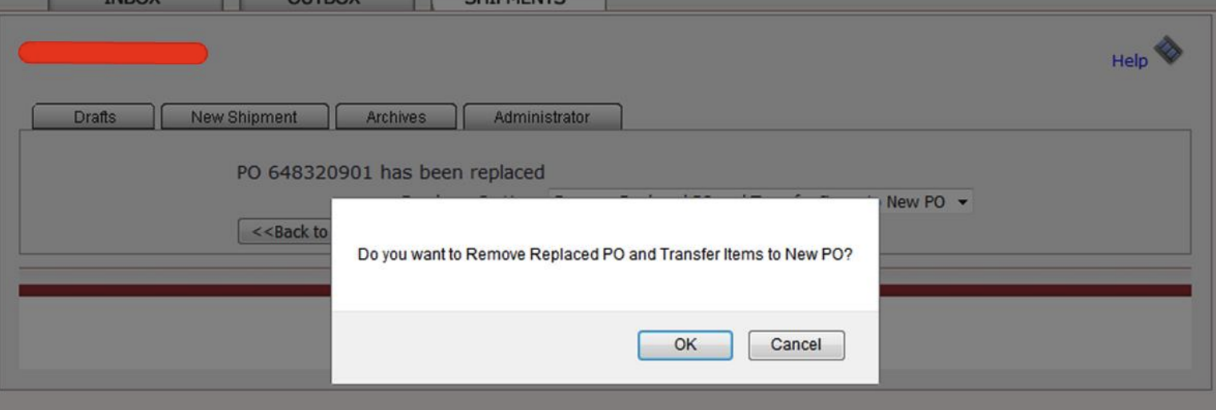 INBOX OUTBOX SHIPMENTS
Help
Drafts New Shipment Archives Administrator
PO 648320901 has been replaced
New PO
<<Back to
Do you want to Remove Replaced PO and Transfer Items to New PO?
OK Cancel